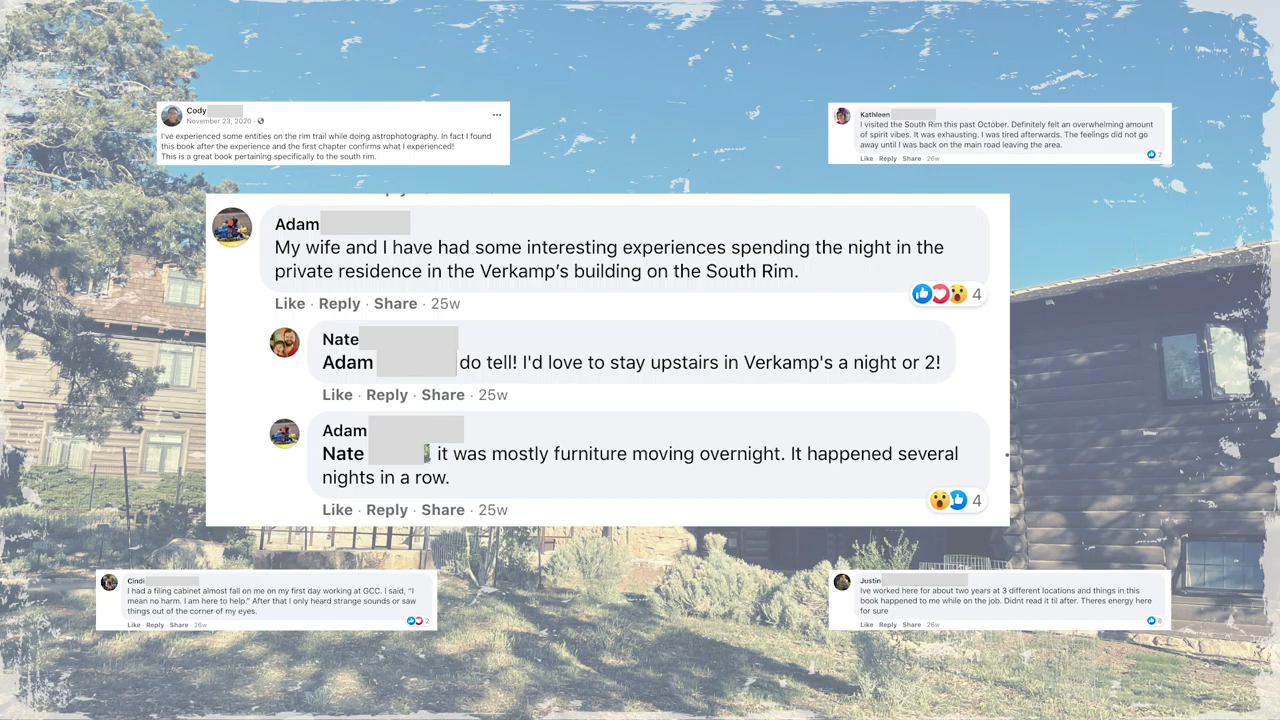 Cody
November 23, 2020 ·
I've experienced some entities on the rim trail while doing astrophotography. In fact I found
this book after the experience and the first chapter confirms what I experienced!
This is a great book pertaining specifically to the south rim.
Kathleen
I visited the South Rim this past October. Definitely felt an overwhelming amount
of spirit vibes. It was exhausting. I was tired afterwards. The feelings did not go
away until I was back on the main road leaving the area.
Like · Reply · Share · 26w
2
Adam
My wife and I have had some interesting experiences spending the night in the
private residence in the Verkamp's building on the South Rim.
Like · Reply · Share · 25w
4
Nate
Adam do tell! I'd love to stay upstairs in Verkamp's a night or 2!
Like · Reply · Share · 25w
Adam
Nate it was mostly furniture moving overnight. It happened several
nights in a row.
Like · Reply · Share · 25w
4
Cindi
I had a filing cabinet almost fall on me on my first day working at GCC. I said, "I
mean no harm. I am here to help." After that I only heard strange sounds or saw
things out of the corner of my eyes.
Like · Reply · Share · 26w
2
Justin
Ive worked here for about two years at 3 different locations and things in this
book happened to me while on the job. Didnt read it til after. Theres energy here
for sure
Like · Reply · Share · 26w
8